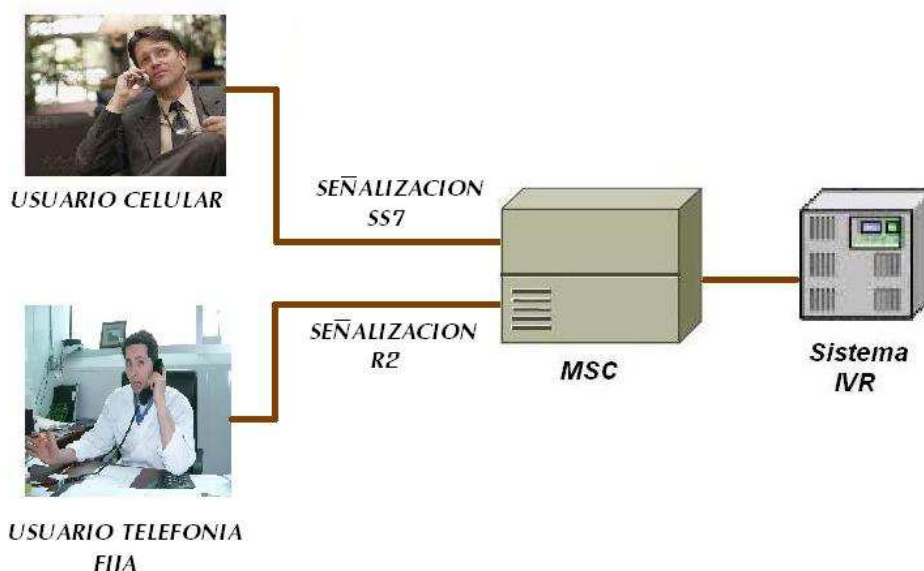 USUARIO CELULAR
SEÑALIZACION
SS7
SEÑALIZACION
R2
MSC
Sistema
IVR
USUARIO TELEFONIA
FIJA